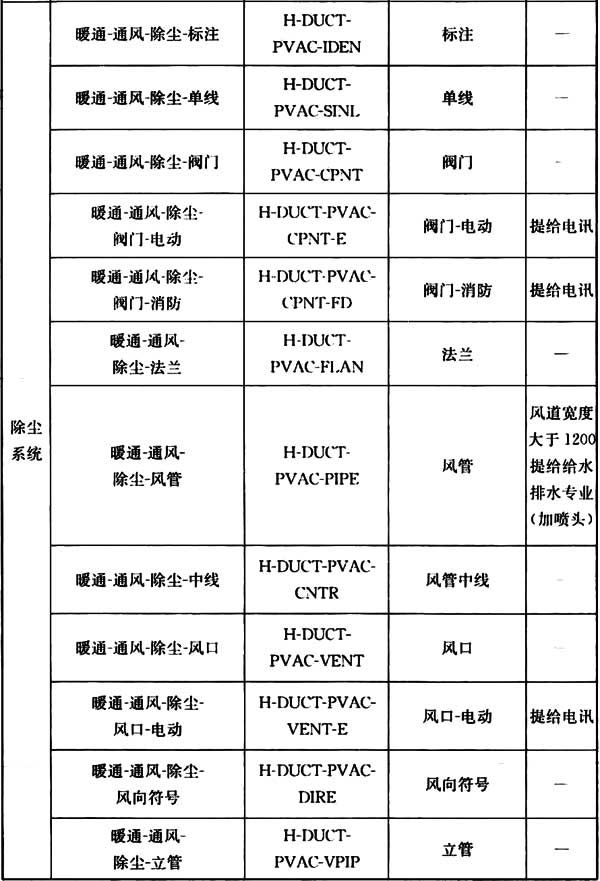 除尘
系统
暖通-通风-除尘-标注
H-DUCT-
PVAC-IDEN
标注
—
暖通-通风-除尘-单线
H-DUCT-
PVAC-SINL
单线
—
暖通-通风-除尘-阀门
H-DUCT-
PVAC-CPNT
阀门
-
暖通-通风-除尘-
阀门-电动
H-DUCT-PVAC-
CPNT-E
阀门-电动
提给电讯
暖通-通风-除尘-
阀门-消防
H-DUCT-PVAC-
CPNT-FD
阀门-消防
提给电讯
暖通-通风-
除尘-法兰
H-DUCT-
PVAC-FLAN
法兰
—
暖通-通风-
除尘-风管
H-DUCT-
PVAC-PIPE
风管
风道宽度
大于1200
提给给水
排水专业
(加喷头)
暖通-通风-除尘-中线
H-DUCT-PVAC-
CNTR
风管中线
—
暖通-通风-除尘-风口
H-DUCT-
PVAC-VENT
风口
—
暖通-通风-除尘-
风口-电动
H-DUCT-PVAC-
VENT-E
风口-电动
提给电讯
暖通-通风-除尘-
风向符号
H-DUCT-PVAC-
DIRE
风向符号
—
暖通-通风-
除尘-立管
H-DUCT-
PVAC-VPIP
立管
—